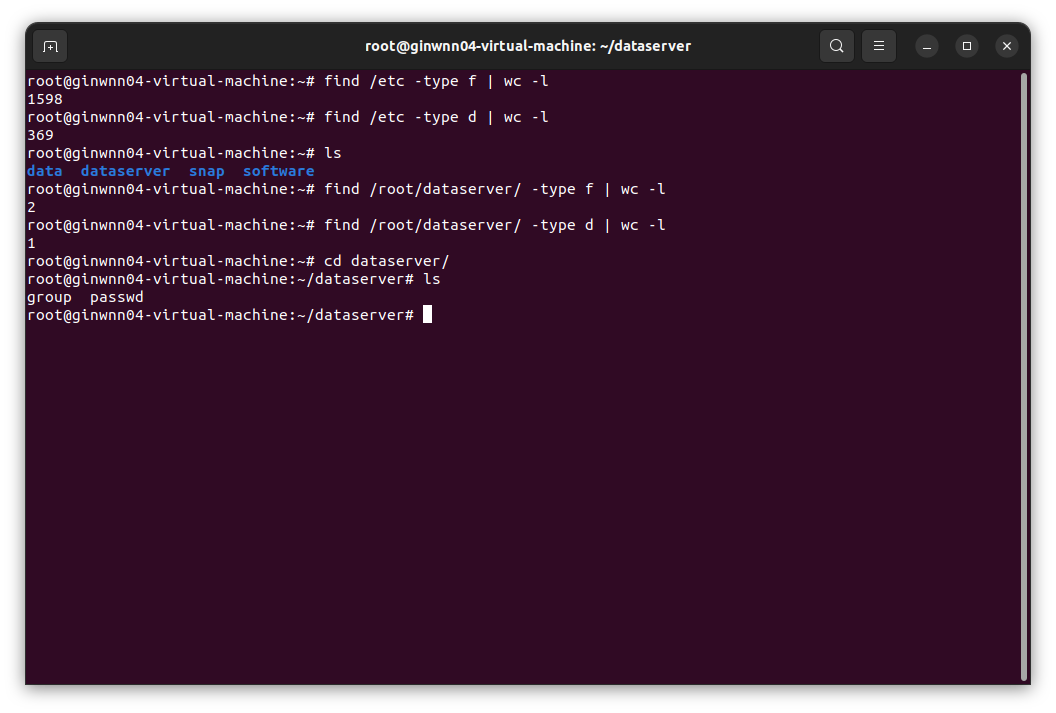 root@ginwnn04-virtual-machine: ~/dataserver
root@ginwnn04-virtual-machine:~# find /etc -type f | wc -l
1598
root@ginwnn04-virtual-machine:~# find /etc -type d | wc -l
369
root@ginwnn04-virtual-machine:~# ls
data  dataserver  snap  software
root@ginwnn04-virtual-machine:~# find /root/dataserver/ -type f | wc -l
2
root@ginwnn04-virtual-machine:~# find /root/dataserver/ -type d | wc -l
1
root@ginwnn04-virtual-machine:~# cd dataserver/
root@ginwnn04-virtual-machine:~/dataserver# ls
group  passwd
root@ginwnn04-virtual-machine:~/dataserver#